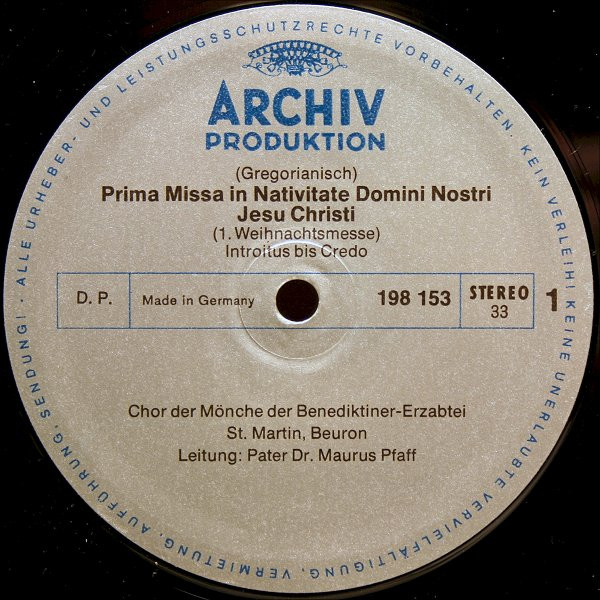 ALLE URHEBER- UND LEISTUNGSSCHUTZRECHTE VORBEHALTEN. KEIN VERLEIH! KEINE UNERLAUBTE VERVIELFÄLTIGUNG, VERMIETUNG, AUFFÜHRUNG, SENDUNG! ·
ARCHIV
PRODUKTION
(Gregorianisch)
Prima Missa in Nativitate Domini Nostri
Jesu Christi
(1. Weihnachtsmesse)
Introitus bis Credo
D. P. Made in Germany 198 153 STEREO 1
33
Chor der Mönche der Benediktiner-Erzabtei
St. Martin, Beuron
Leitung: Pater Dr. Maurus Pfaff